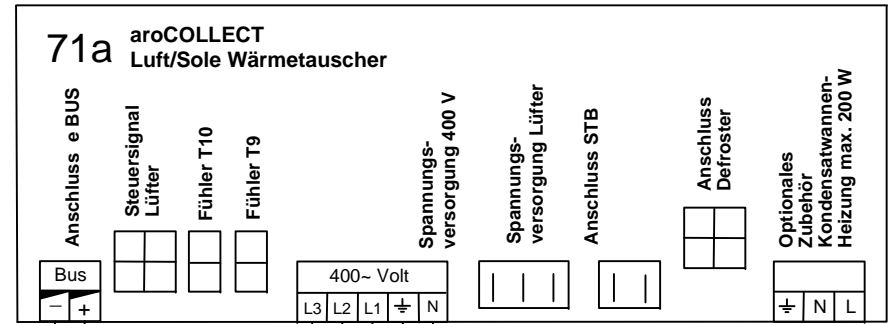 71a
aroCOLLECT
Luft/Sole Wärmetauscher
Anschluss e BUS
Steuersignal
Lüfter
Fühler T10
Fühler T9
Spannungs-
versorgung 400 V
Spannungs-
versorgung Lüfter
Anschluss STB
Anschluss
Defroster
Optionales
Zubehör
Kondensatwannen-
Heizung max. 200 W
Bus
− +
400~ Volt
L3 L2 L1 ⏚ N
⏚ N L